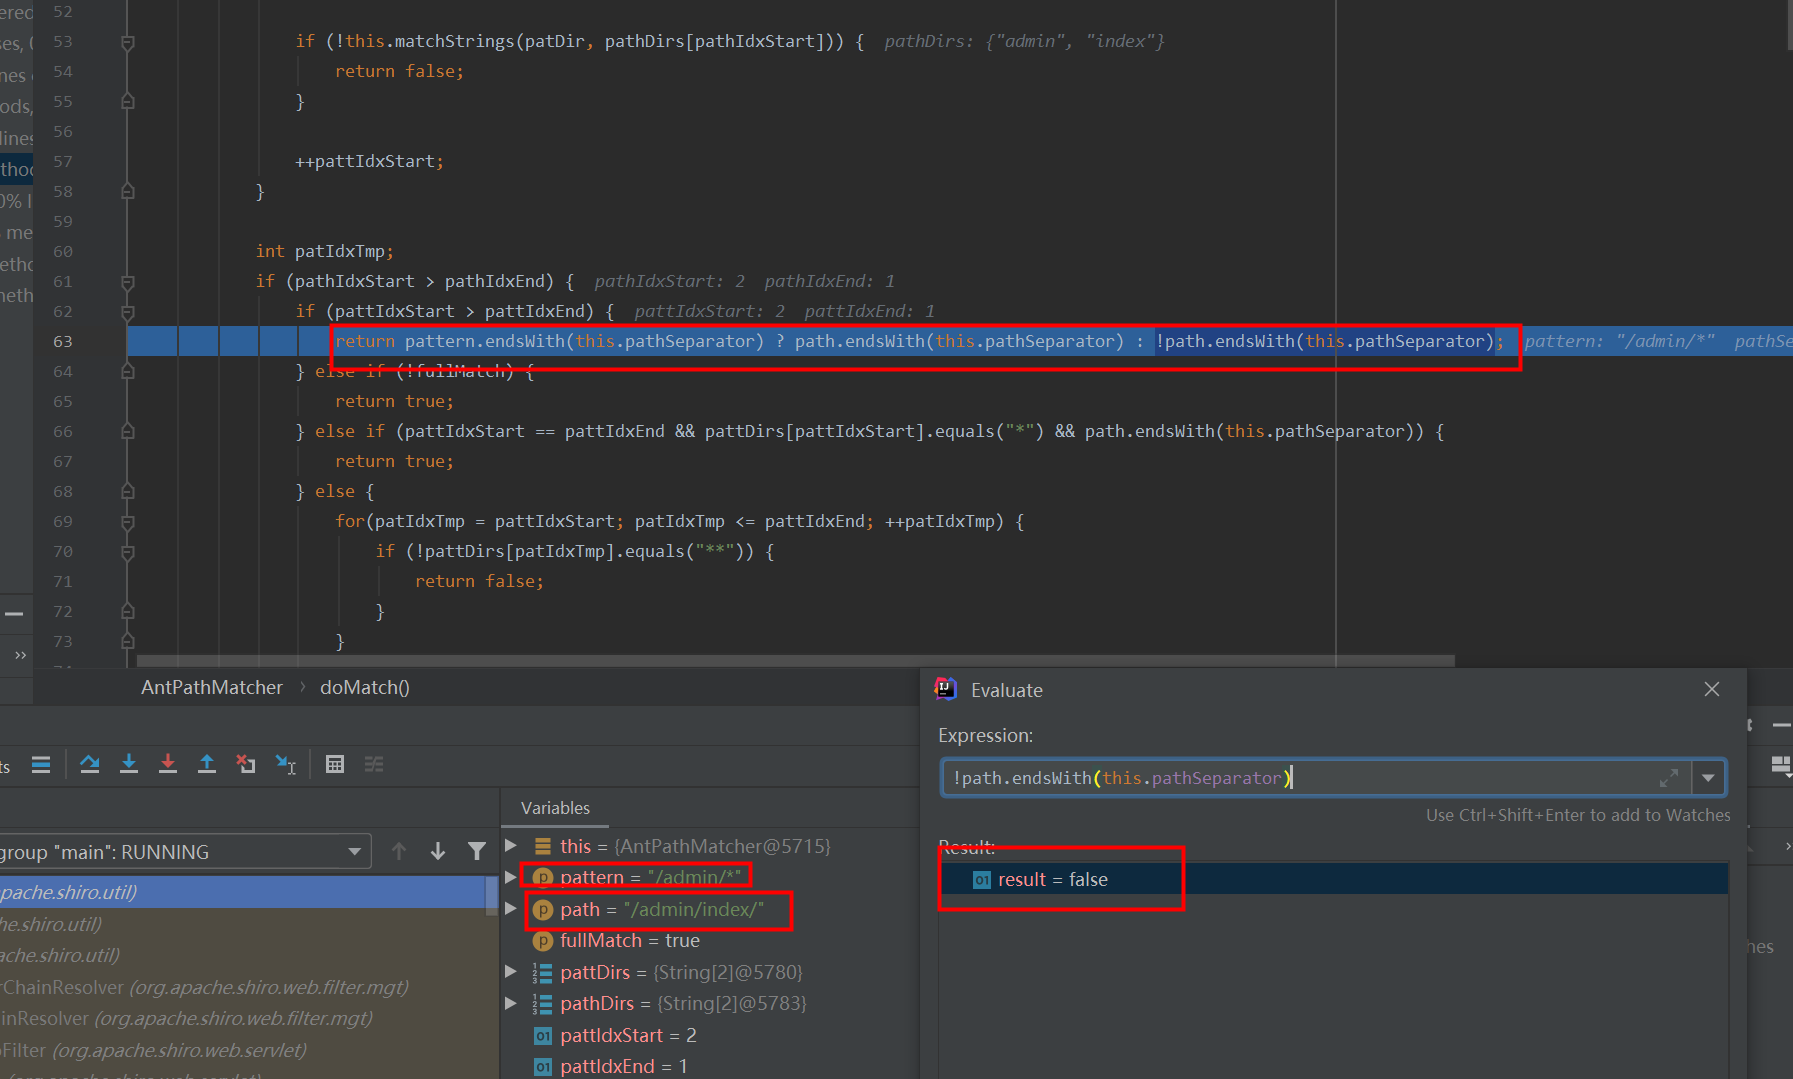 ered
52
ses, 0
53 if (!this.matchStrings(patDir, pathDirs[pathIdxStart])) { pathDirs: {"admin", "index"}
nes
54 return false;
ods,
55 }
lines
56
thod
57 ++pattIdxStart;
0% l
58 }
59
me
60 int patIdxTmp;
etho
61 if (pathIdxStart > pathIdxEnd) { pathIdxStart: 2 pathIdxEnd: 1
neth
62 if (pattIdxStart > pattIdxEnd) { pattIdxStart: 2 pattIdxEnd: 1
63 return pattern.endsWith(this.pathSeparator) ? path.endsWith(this.pathSeparator) : !path.endsWith(this.pathSeparator); pattern: "/admin/*" pathSe
64 } else if (!fullMatch) {
65 return true;
66 } else if (pattIdxStart == pattIdxEnd && pattDirs[pattIdxStart].equals("*") && path.endsWith(this.pathSeparator)) {
67 return true;
68 } else {
69 for(patIdxTmp = pattIdxStart; patIdxTmp <= pattIdxEnd; ++patIdxTmp) {
70 if (!pattDirs[patIdxTmp].equals("**")) {
71 return false;
72 }
73 }
AntPathMatcher › doMatch()
Evaluate
Expression:
!path.endsWith(this.pathSeparator)
Use Ctrl+Shift+Enter to add to Watches
Result:
result = false
ts
Variables
group "main": RUNNING
this = {AntPathMatcher@5715}
pattern = "/admin/*"
path = "/admin/index/"
fullMatch = true
pattDirs = {String[2]@5780}
pathDirs = {String[2]@5783}
pattIdxStart = 2
pattIdxEnd = 1
pache.shiro.util)
he.shiro.util)
ache.shiro.util)
rChainResolver (org.apache.shiro.web.filter.mgt)
inResolver (org.apache.shiro.web.filter.mgt)
Filter (org.apache.shiro.web.servlet)
hes